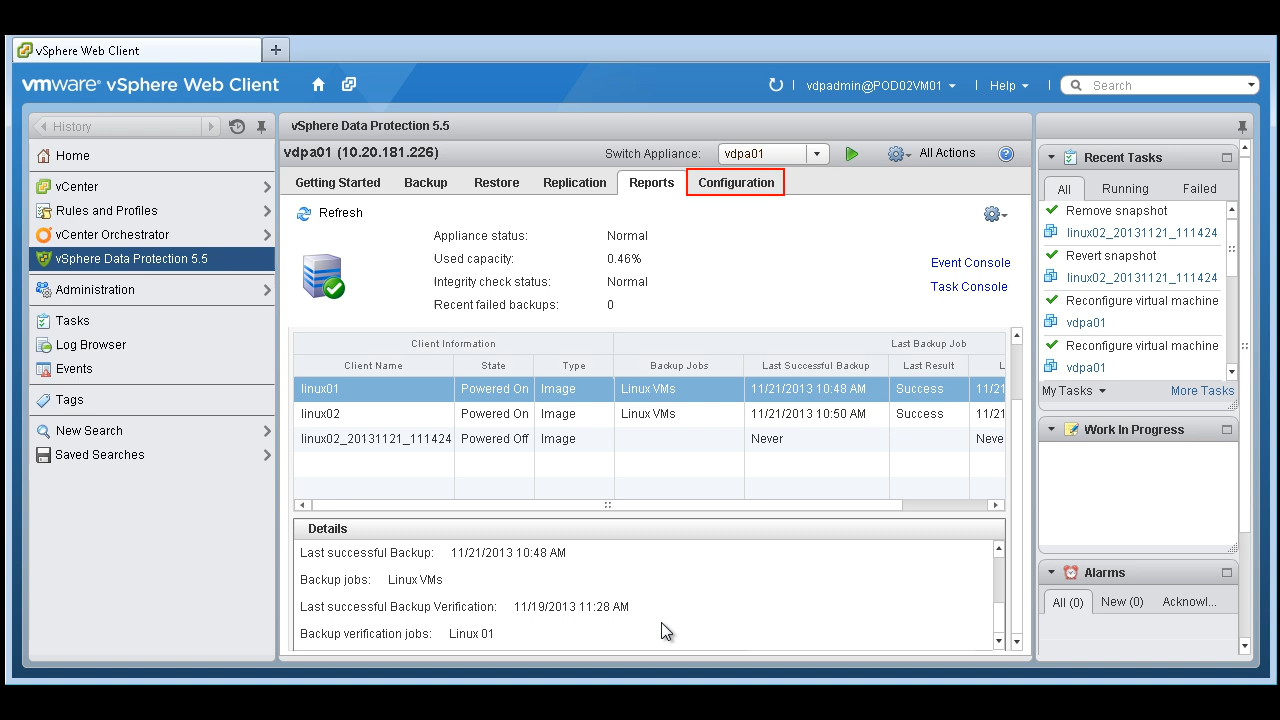 vSphere Web Client
vmware vSphere Web Client
vdpadmin@POD02VM01
Help
Search
History
Home
vCenter
Rules and Profiles
vCenter Orchestrator
vSphere Data Protection 5.5
Administration
Tasks
Log Browser
Events
Tags
New Search
Saved Searches
vSphere Data Protection 5.5
vdpa01 (10.20.181.226)
Switch Appliance: vdpa01
All Actions
Getting Started Backup Restore Replication Reports Configuration
Refresh
Appliance status: Normal
Used capacity: 0.46%
Integrity check status: Normal
Recent failed backups: 0
Event Console
Task Console
Client Information Last Backup Job
Client Name State Type Backup Jobs Last Successful Backup Last Result L
linux01 Powered On Image Linux VMs 11/21/2013 10:48 AM Success 11/21
linux02 Powered On Image Linux VMs 11/21/2013 10:50 AM Success 11/21
linux02_20131121_111424 Powered Off Image Never Neve
Details
Last successful Backup: 11/21/2013 10:48 AM
Backup jobs: Linux VMs
Last successful Backup Verification: 11/19/2013 11:28 AM
Backup verification jobs: Linux 01
Recent Tasks
All Running Failed
Remove snapshot
linux02_20131121_111424
Revert snapshot
linux02_20131121_111424
Reconfigure virtual machine
vdpa01
Reconfigure virtual machine
vdpa01
My Tasks More Tasks
Work In Progress
Alarms
All (0) New (0) Acknowl...